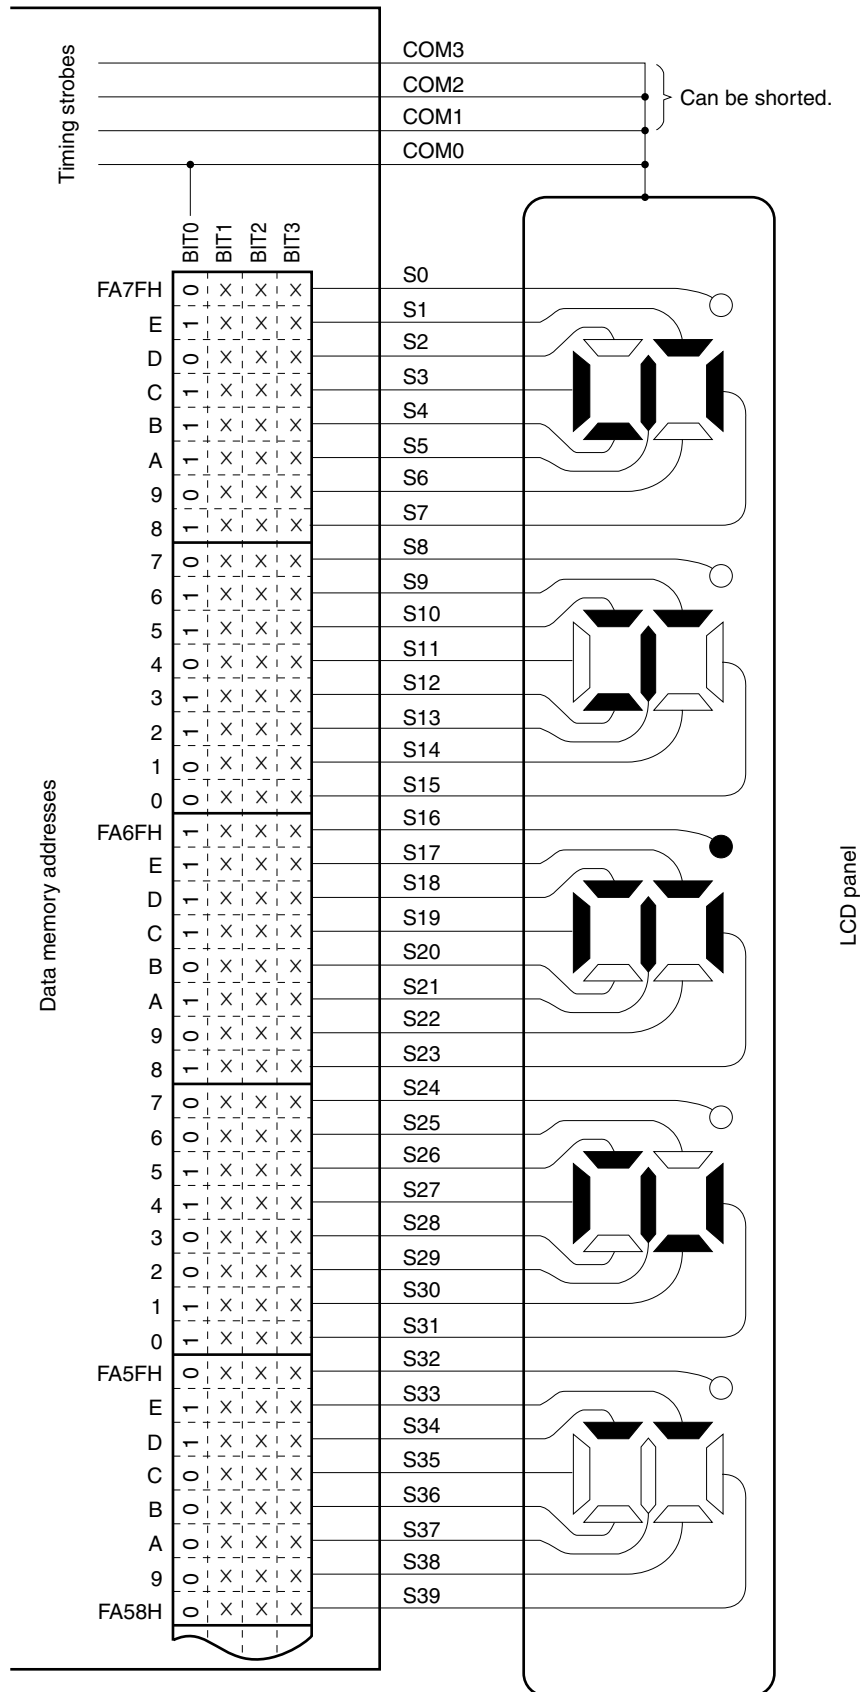 Timing strobes
COM3
COM2
COM1
COM0
Can be shorted.
BIT0 BIT1 BIT2 BIT3
FA7FH 0 × × × S0
E 1 × × × S1
D 0 × × × S2
C 1 × × × S3
B 1 × × × S4
A 1 × × × S5
9 0 × × × S6
8 1 × × × S7
7 0 × × × S8
6 1 × × × S9
5 1 × × × S10
4 0 × × × S11
3 1 × × × S12
2 1 × × × S13
1 0 × × × S14
0 0 × × × S15
FA6FH 1 × × × S16
E 1 × × × S17
D 1 × × × S18
C 1 × × × S19
B 0 × × × S20
A 1 × × × S21
9 0 × × × S22
8 1 × × × S23
7 0 × × × S24
6 0 × × × S25
5 1 × × × S26
4 1 × × × S27
3 0 × × × S28
2 0 × × × S29
1 1 × × × S30
0 1 × × × S31
FA5FH 0 × × × S32
E 1 × × × S33
D 1 × × × S34
C 0 × × × S35
B 0 × × × S36
A 0 × × × S37
9 0 × × × S38
FA58H 0 × × × S39
Data memory addresses
LCD panel